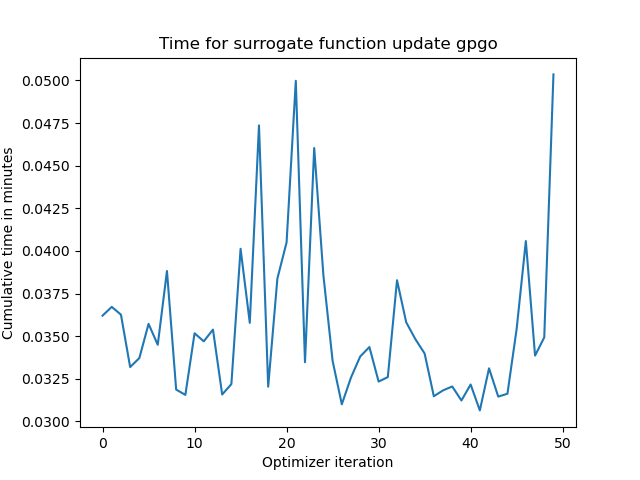 Time for surrogate function update gpgo
Cumulative time in minutes
0.0500
0.0475
0.0450
0.0425
0.0400
0.0375
0.0350
0.0325
0.0300
0 10 20 30 40 50
Optimizer iteration